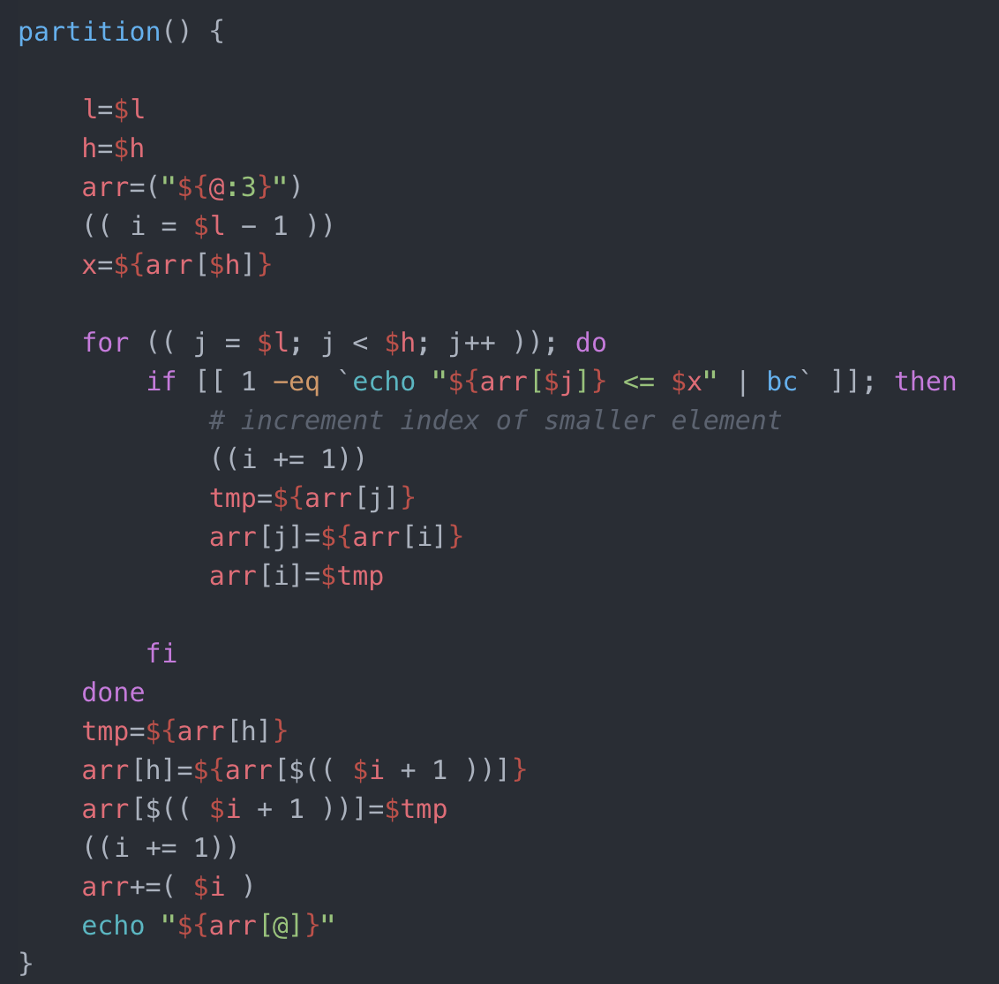 partition() {
    l=$l
    h=$h
    arr=("${@:3}")
    (( i = $l - 1 ))
    x=${arr[$h]}
    for (( j = $l; j < $h; j++ )); do
        if [[ 1 -eq `echo "${arr[$j]} <= $x" | bc` ]]; then
            # increment index of smaller element
            ((i += 1))
            tmp=${arr[j]}
            arr[j]=${arr[i]}
            arr[i]=$tmp
        fi
    done
    tmp=${arr[h]}
    arr[h]=${arr[$(( $i + 1 ))]}
    arr[$(( $i + 1 ))]=$tmp
    ((i += 1))
    arr+=( $i )
    echo "${arr[@]}"
}